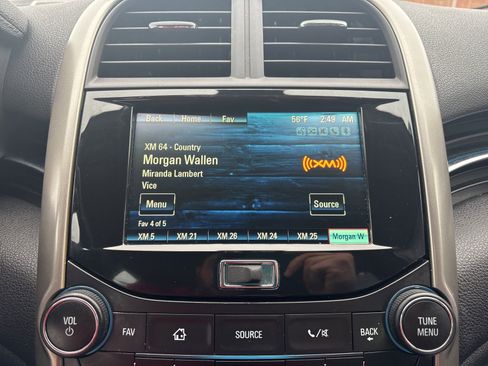 Back Home Fav 56°F 2:49 AM
XM 64 - Country
Morgan Wallen
((XM))
Miranda Lambert
Vice
Menu Source
Fav 4 of 5
XM 5 XM 21 XM 26 XM 24 XM 25 Morgan W
VOL FAV SOURCE BACK TUNE
MENU